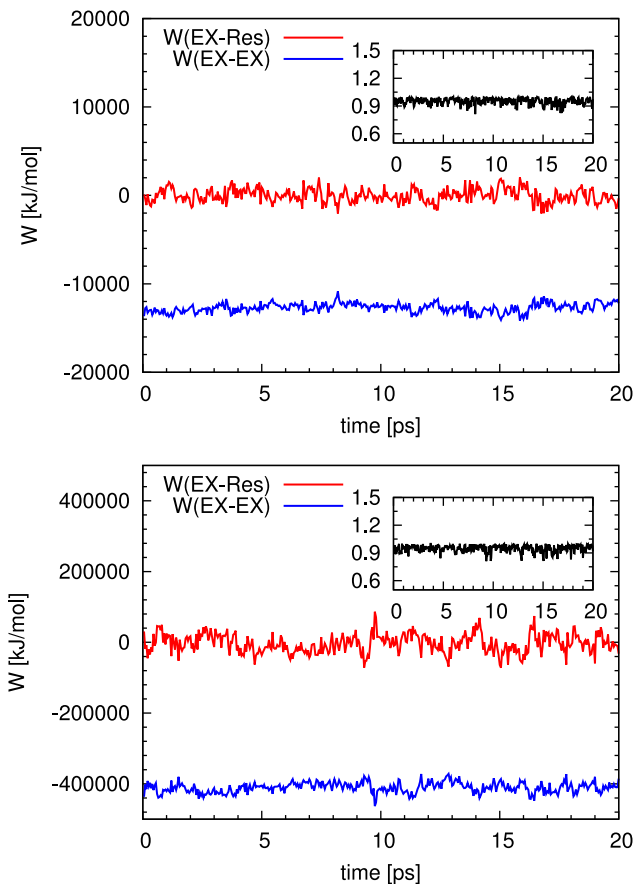 20000
10000
0
-10000
-20000
W [kJ/mol]
W(EX-Res)
W(EX-EX)
1.5
1.2
0.9
0.6
0 5 10 15 20
0 5 10 15 20
time [ps]
400000
200000
0
-200000
-400000
W [kJ/mol]
W(EX-Res)
W(EX-EX)
1.5
1.2
0.9
0.6
0 5 10 15 20
0 5 10 15 20
time [ps]